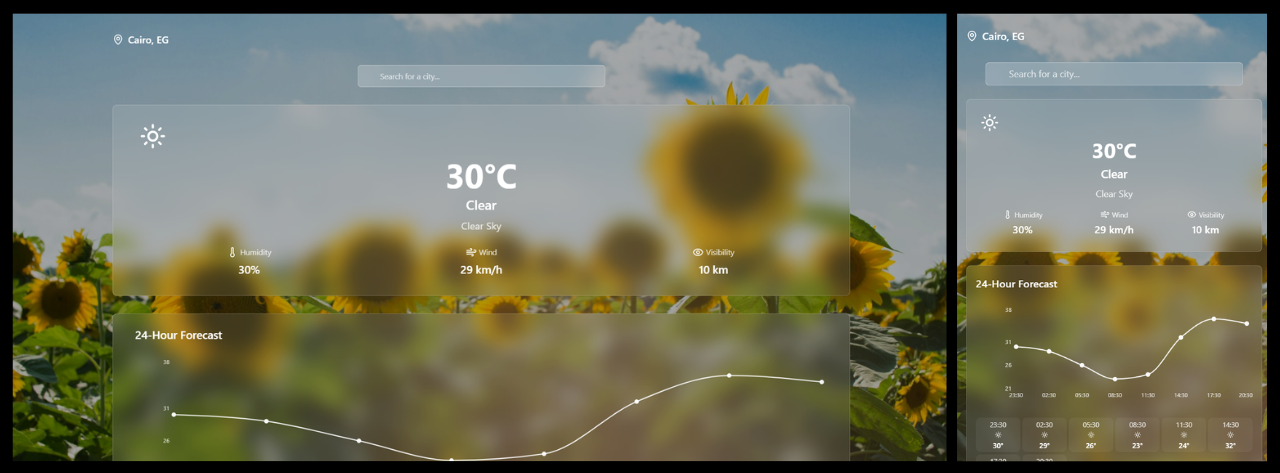 Cairo, EG
Search for a city...
30°C
Clear
Clear Sky
Humidity Wind Visibility
30% 29 km/h 10 km
24-Hour Forecast
38
31
26
Cairo, EG
Search for a city...
30°C
Clear
Clear Sky
Humidity Wind Visibility
30% 29 km/h 10 km
24-Hour Forecast
38
31
26
21
23:30 02:30 05:30 08:30 11:30 14:30 17:30 20:30
23:30 02:30 05:30 08:30 11:30 14:30
30° 29° 26° 23° 24° 32°